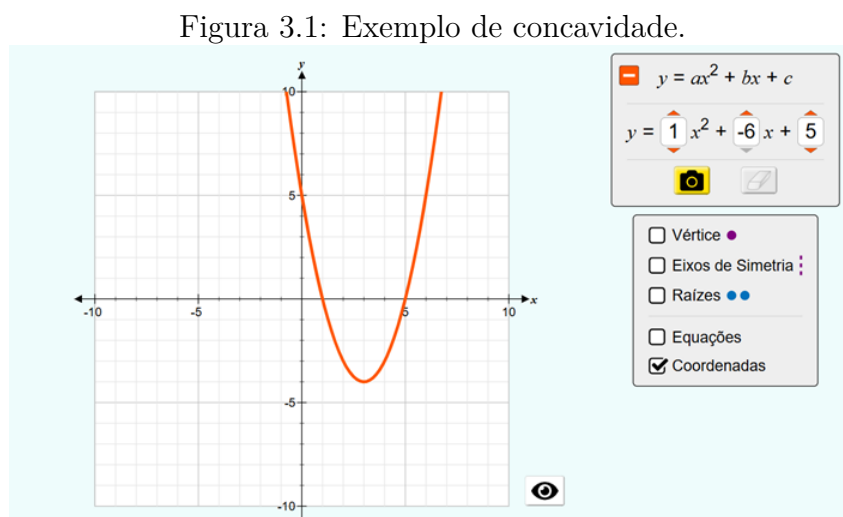 Figura 3.1: Exemplo de concavidade.
y
10
5
-10
-5
5
10
x
-5
-10
y = ax² + bx + c
y = 1 x² + -6 x + 5
Vértice
Eixos de Simetria
Raízes
Equações
Coordenadas